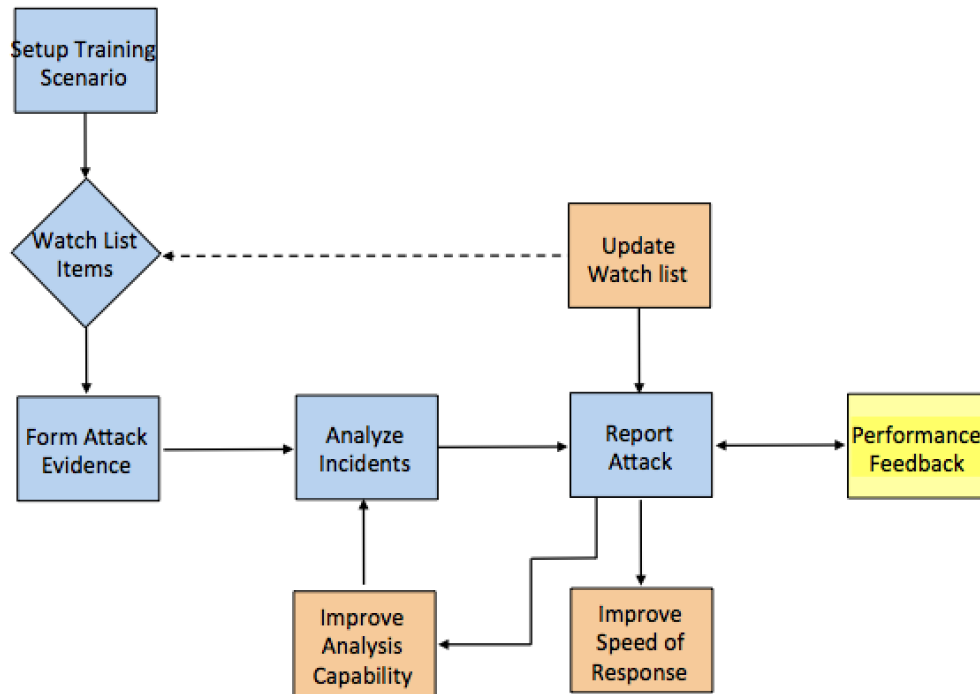 Setup Training
Scenario
Watch List
Items
Update
Watch list
Form Attack
Evidence
Analyze
Incidents
Report
Attack
Performance
Feedback
Improve
Analysis
Capability
Improve
Speed of
Response